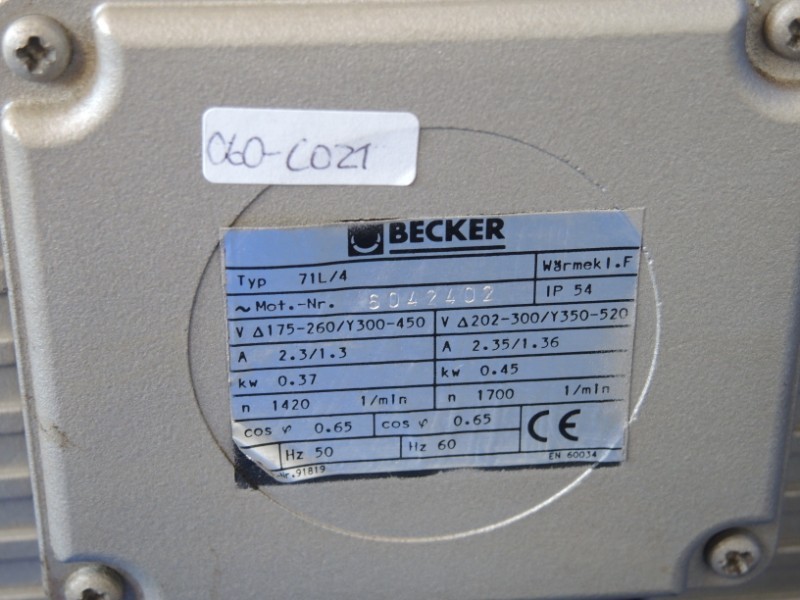 060-C021
BECKER
Typ 71L/4 Wärmekl.F
~ Mot.-Nr. 6042402 IP 54
V Δ175-260/Y300-450 V Δ202-300/Y350-520
A 2.3/1.3 A 2.35/1.36
kw 0.37 kw 0.45
n 1420 1/min n 1700 1/min
cos φ 0.65 cos φ 0.65 CE
Hz 50 Hz 60
Nr.91819 EN 60034